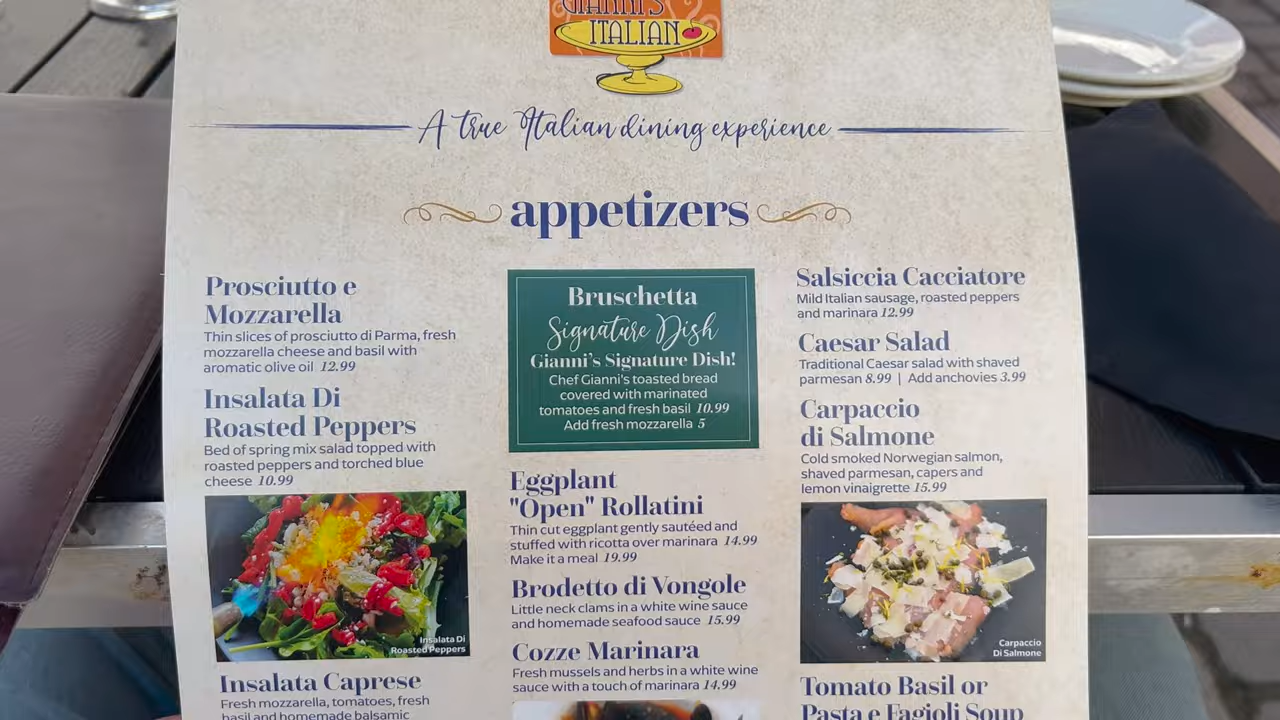 GIANNI'S
ITALIAN
A true Italian dining experience
appetizers
Prosciutto e
Mozzarella
Thin slices of prosciutto di Parma, fresh
mozzarella cheese and basil with
aromatic olive oil 12.99
Insalata Di
Roasted Peppers
Bed of spring mix salad topped with
roasted peppers and torched blue
cheese 10.99
Insalata Di
Roasted Peppers
Insalata Caprese
Fresh mozzarella, tomatoes, fresh
basil and homemade balsamic
Bruschetta
Signature Dish
Gianni's Signature Dish!
Chef Gianni's toasted bread
covered with marinated
tomatoes and fresh basil 10.99
Add fresh mozzarella 5
Eggplant
"Open" Rollatini
Thin cut eggplant gently sautéed and
stuffed with ricotta over marinara 14.99
Make it a meal 19.99
Brodetto di Vongole
Little neck clams in a white wine sauce
and homemade seafood sauce 15.99
Cozze Marinara
Fresh mussels and herbs in a white wine
sauce with a touch of marinara 14.99
Salsiccia Cacciatore
Mild Italian sausage, roasted peppers
and marinara 12.99
Caesar Salad
Traditional Caesar salad with shaved
parmesan 8.99 | Add anchovies 3.99
Carpaccio
di Salmone
Cold smoked Norwegian salmon,
shaved parmesan, capers and
lemon vinaigrette 15.99
Carpaccio
Di Salmone
Tomato Basil or
Pasta e Fagioli Soup